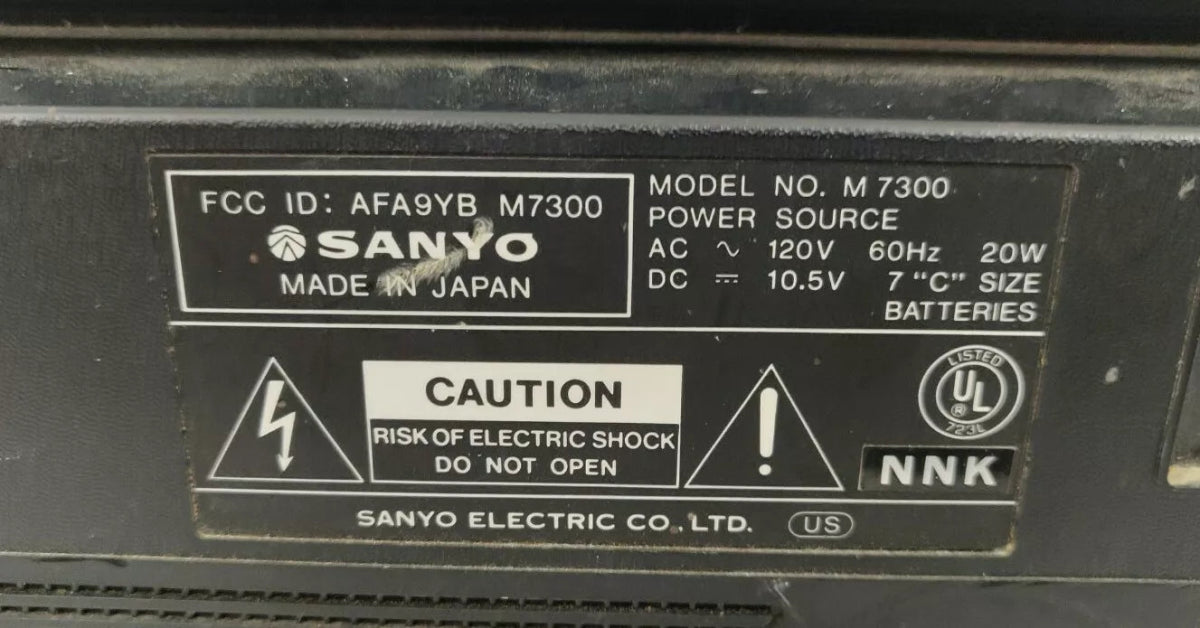 FCC ID: AFA9YB M7300
SANYO
MADE IN JAPAN
MODEL NO. M 7300
POWER SOURCE
AC ~ 120V 60Hz 20W
DC ⎓ 10.5V 7 "C" SIZE
BATTERIES
CAUTION
RISK OF ELECTRIC SHOCK
DO NOT OPEN
LISTED
UL
®
723L
NNK
SANYO ELECTRIC CO., LTD.
US